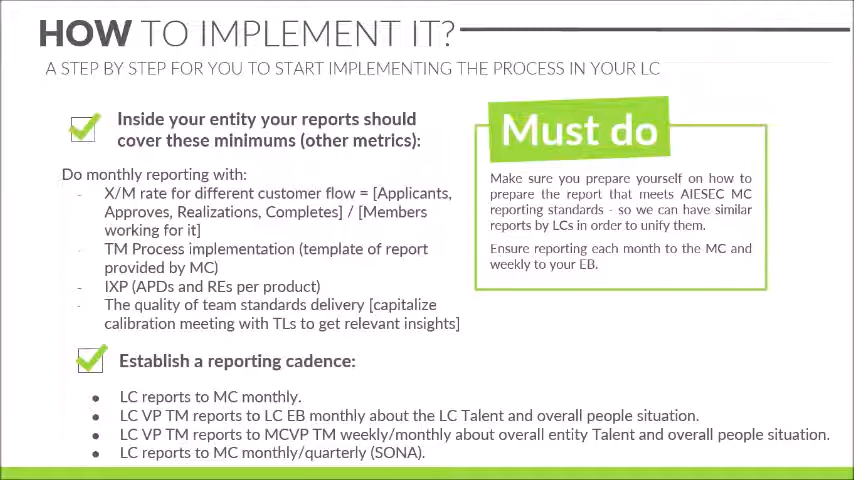 HOW TO IMPLEMENT IT?
A STEP BY STEP FOR YOU TO START IMPLEMENTING THE PROCESS IN YOUR LC
Inside your entity your reports should
cover these minimums (other metrics):
Do monthly reporting with:
- X/M rate for different customer flow = [Applicants,
Approves, Realizations, Completes] / [Members
working for it]
- TM Process implementation (template of report
provided by MC)
- IXP (APDs and REs per product)
- The quality of team standards delivery [capitalize
calibration meeting with TLs to get relevant insights]
Must do
Make sure you prepare yourself on how to
prepare the report that meets AIESEC MC
reporting standards - so we can have similar
reports by LCs in order to unify them.
Ensure reporting each month to the MC and
weekly to your EB.
Establish a reporting cadence:
● LC reports to MC monthly.
● LC VP TM reports to LC EB monthly about the LC Talent and overall people situation.
● LC VP TM reports to MCVP TM weekly/monthly about overall entity Talent and overall people situation.
● LC reports to MC monthly/quarterly (SONA).